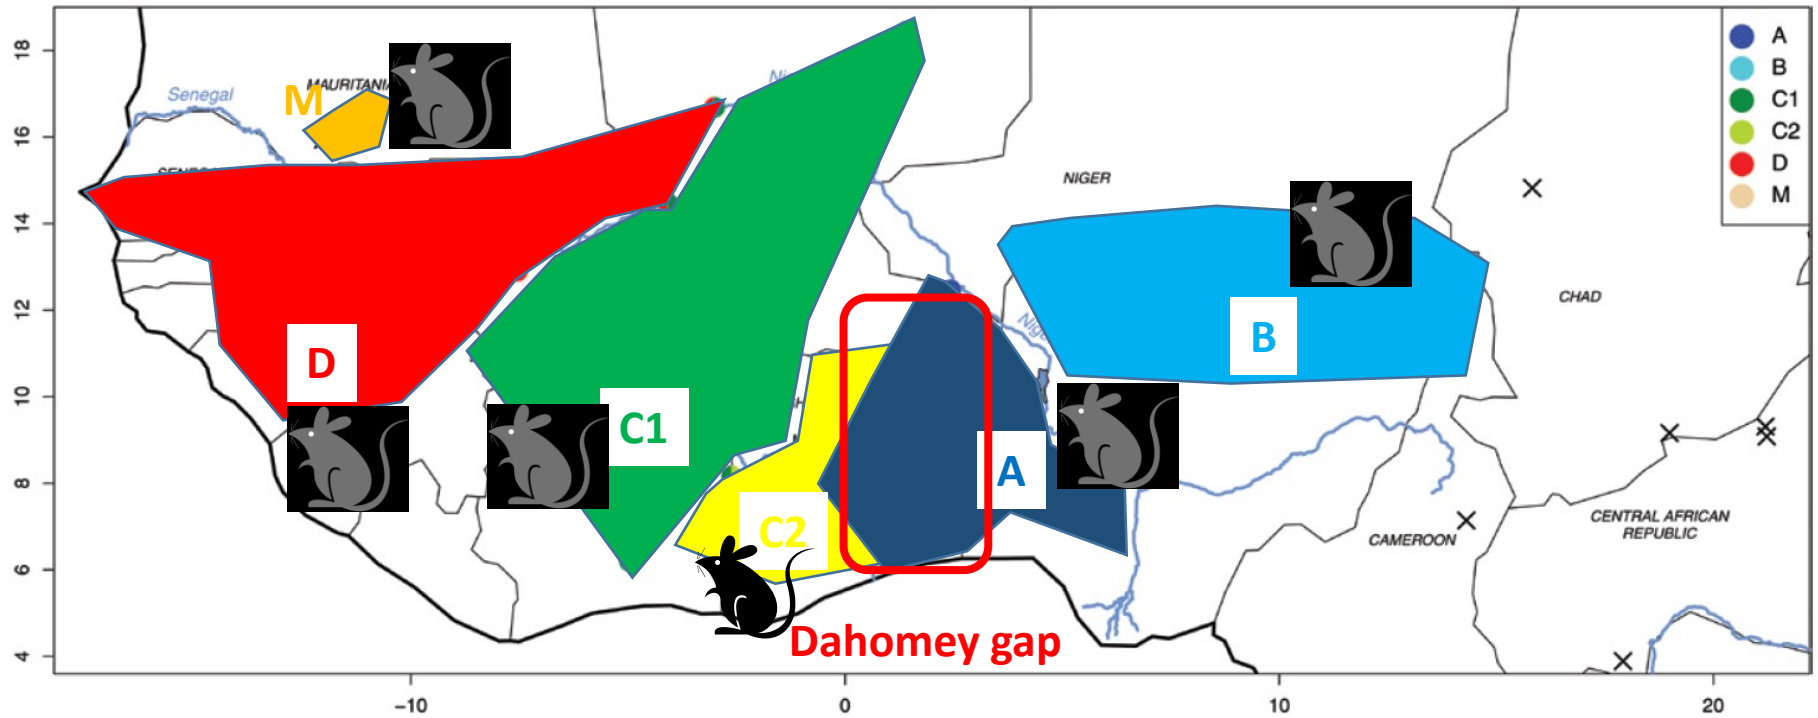 18
16
14
12
10
8
6
4
-10
0
10
20
Senegal
MAURITANIA
M
NIGER
CHAD
D
C1
C2
A
B
CAMEROON
CENTRAL AFRICAN
REPUBLIC
Dahomey gap
A
B
C1
C2
D
M